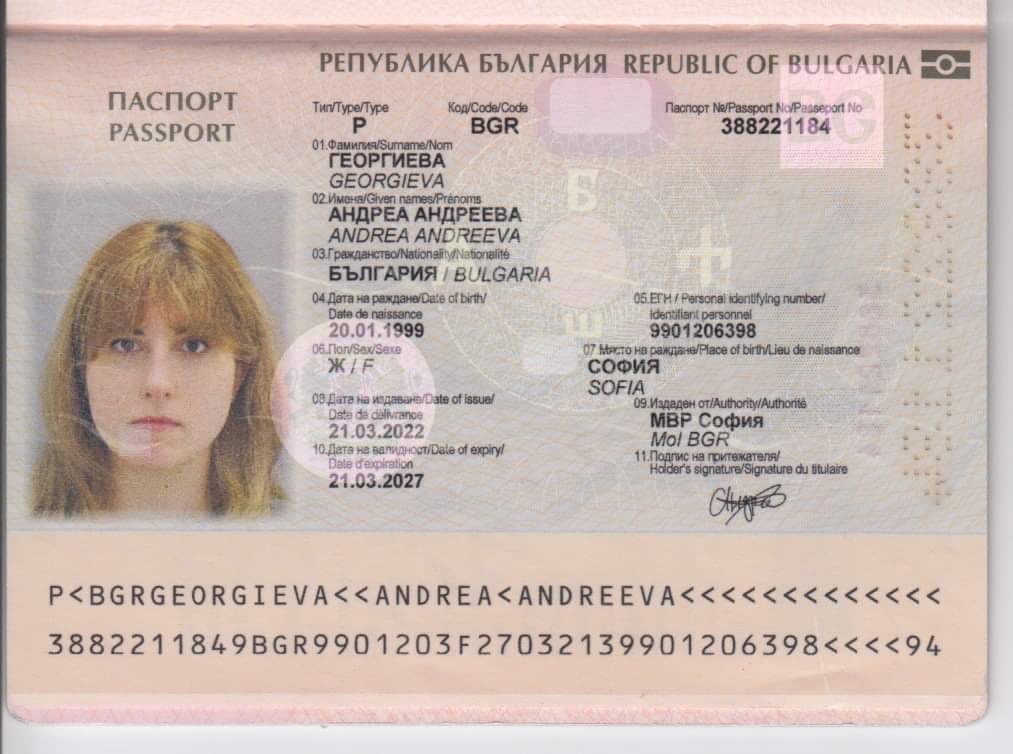 РЕПУБЛИКА БЪЛГАРИЯ REPUBLIC OF BULGARIA
ПАСПОРТ
PASSPORT
Тип/Type/Type Код/Code/Code Паспорт №/Passport No/Passeport No
P BGR 388221184
BG
01.Фамилия/Surname/Nom
ГЕОРГИЕВА
GEORGIEVA
02.Имена/Given names/Prénoms
АНДРЕА АНДРЕЕВА
ANDREA ANDREEVA
03.Гражданство/Nationality/Nationalité
БЪЛГАРИЯ / BULGARIA
04.Дата на раждане/Date of birth/ 05.ЕГН / Personal identifying number/
Date de naissance Identifiant personnel
20.01.1999 9901206398
06.Пол/Sex/Sexe 07.Място на раждане/Place of birth/Lieu de naissance
Ж / F СОФИЯ
SOFIA
08.Дата на издаване/Date of issue/ 09.Издаден от/Authority/Authorité
Date de délivrance МВР София
21.03.2022 MoI BGR
10.Дата на валидност/Date of expiry/ 11.Подпис на притежателя/
Date d'expiration Holder's signature/Signature du titulaire
21.03.2027
P<BGRGEORGIEVA<<ANDREA<ANDREEVA<<<<<<<<<<<<<
3882211849BGR9901203F27032139901206398<<<<94